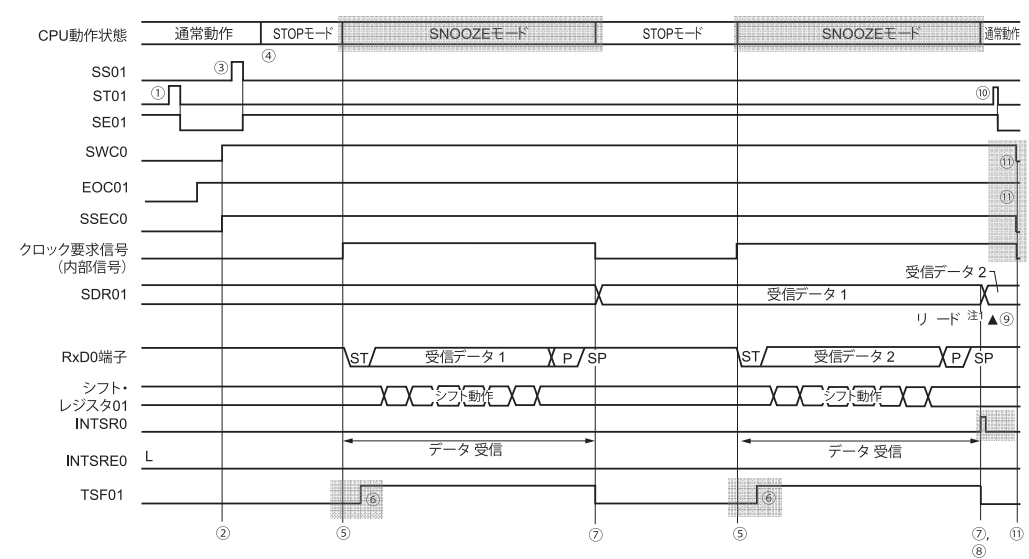 CPU動作状態 通常動作 STOPモード SNOOZEモード STOPモード SNOOZEモード 通常動作
④
SS01 ③
ST01 ① ⑩
SE01
SWC0 ⑪
EOC01 ⑪
SSEC0
クロック要求信号
(内部信号)
受信データ 2
SDR01 受信データ 1
リード 注1 ▲⑨
RxD0端子 ST 受信データ 1 P SP ST 受信データ 2 P SP
シフト・
レジスタ01 シフト動作 シフト動作
INTSR0
データ 受信 データ 受信
INTSRE0 L
TSF01 ⑥ ⑥
② ⑤ ⑦ ⑤ ⑦, ⑪
⑧